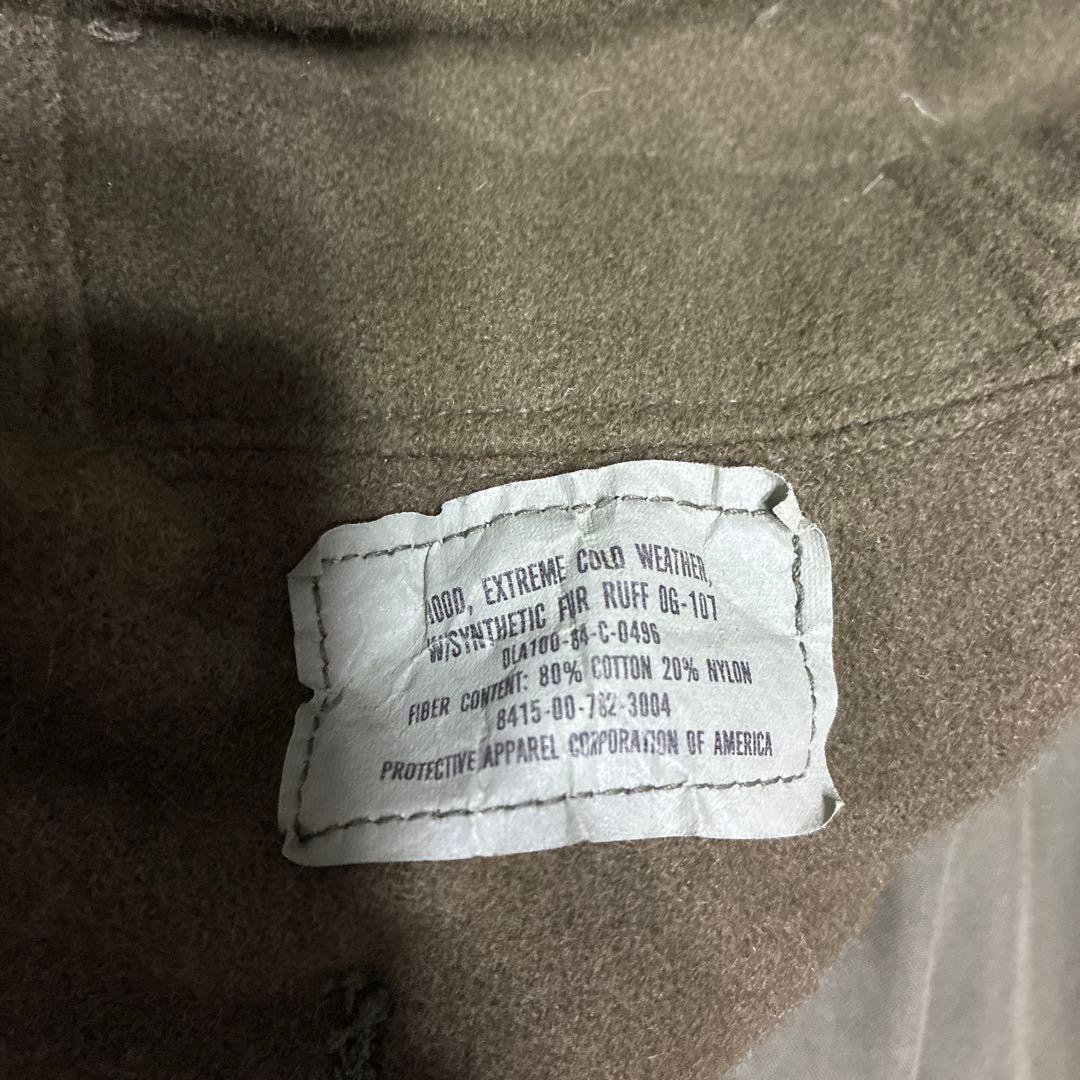 HOOD, EXTREME COLD WEATHER,
W/SYNTHETIC FUR RUFF OG-107
DLA100-84-C-0496
FIBER CONTENT: 80% COTTON 20% NYLON
8415-00-782-3004
PROTECTIVE APPAREL CORPORATION OF AMERICA